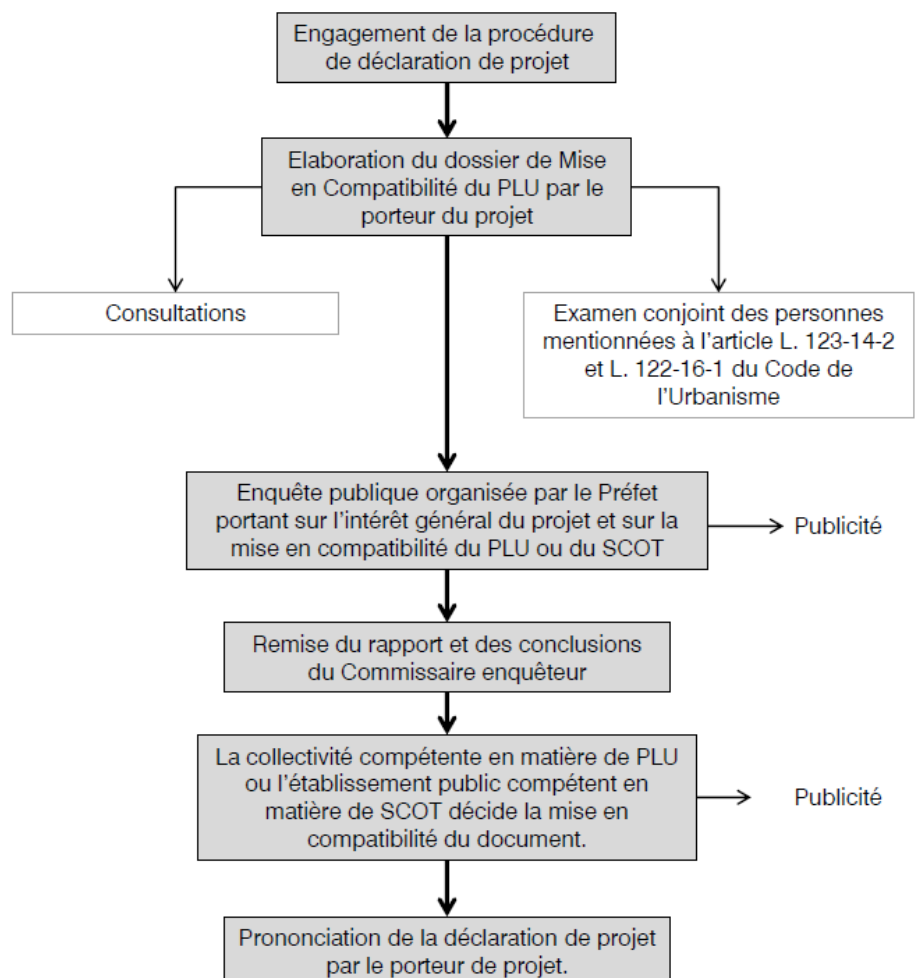 Engagement de la procédure
de déclaration de projet
Elaboration du dossier de Mise
en Compatibilité du PLU par le
porteur du projet
Consultations
Examen conjoint des personnes
mentionnées à l'article L. 123-14-2
et L. 122-16-1 du Code de
l'Urbanisme
Enquête publique organisée par le Préfet
portant sur l'intérêt général du projet et sur la
mise en compatibilité du PLU ou du SCOT
Publicité
Remise du rapport et des conclusions
du Commissaire enquêteur
La collectivité compétente en matière de PLU
ou l'établissement public compétent en
matière de SCOT décide la mise en
compatibilité du document.
Publicité
Prononciation de la déclaration de projet
par le porteur de projet.